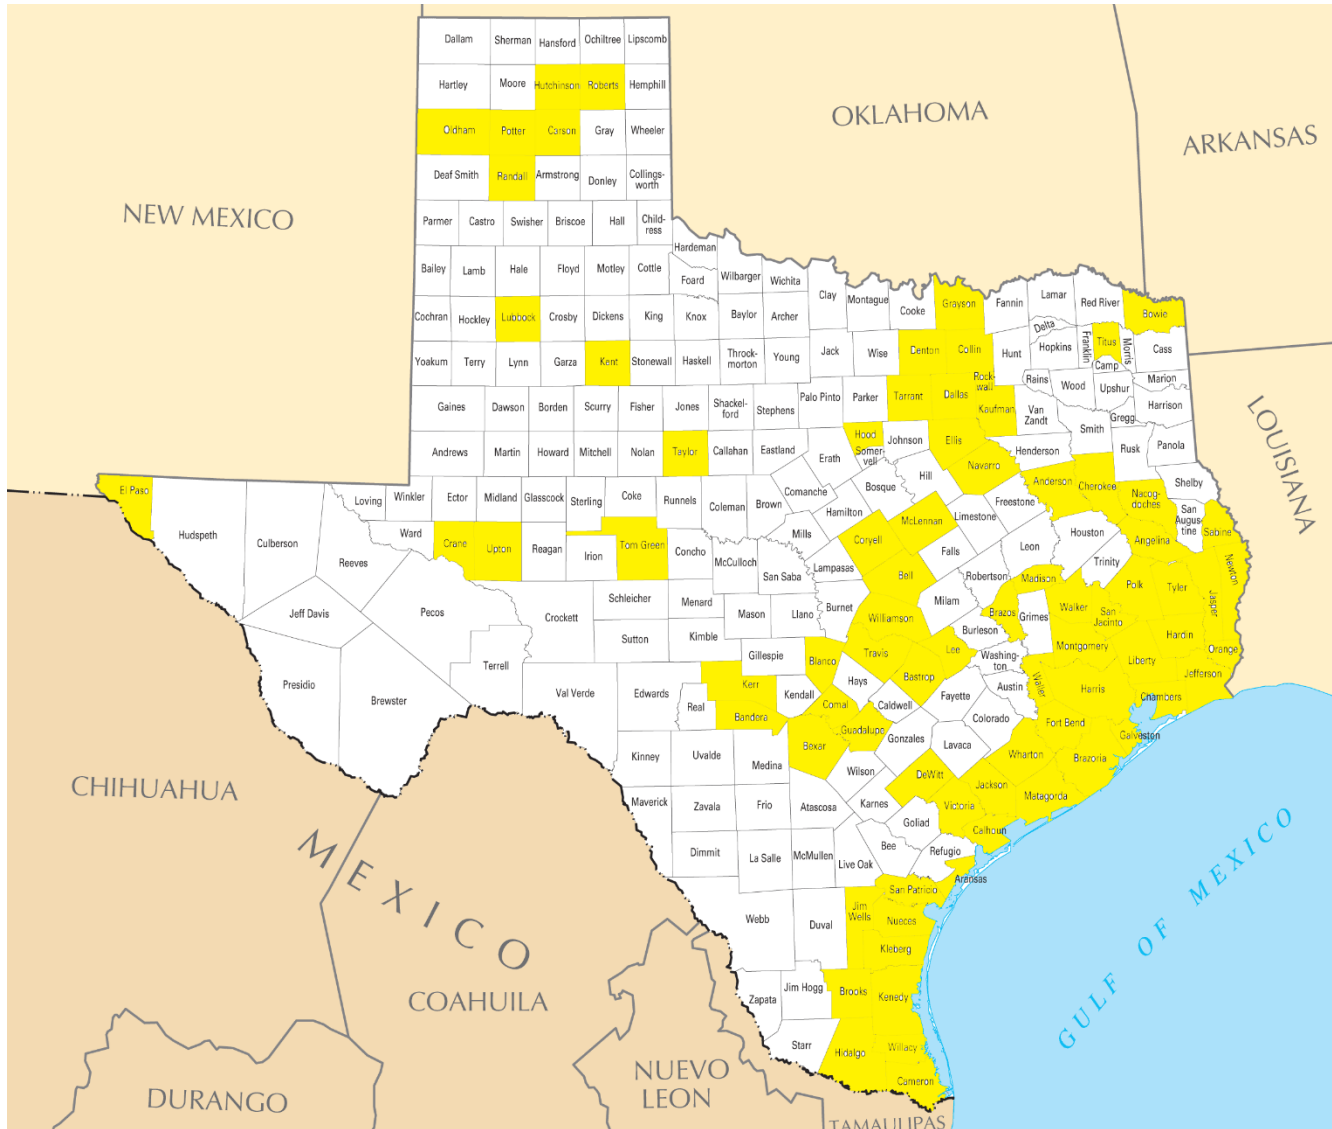 Dallam Sherman Hansford Ochiltree Lipscomb
Hartley Moore Hutchinson Roberts Hemphill
OKLAHOMA
ARKANSAS
Oldham Potter Carson Gray Wheeler
Deaf Smith Randall Armstrong Donley Collings-
worth
NEW MEXICO
Parmer Castro Swisher Briscoe Hall Child-
ress
Hardeman
Bailey Lamb Hale Floyd Motley Cottle Foard Wilbarger Wichita
Clay Montague Cooke Grayson Fannin Lamar Red River Bowie
Cochran Hockley Lubbock Crosby Dickens King Knox Baylor Archer
Delta Hopkins Franklin Titus Morris Cass
Camp
Yoakum Terry Lynn Garza Kent Stonewall Haskell Throck-
morton Young Jack Wise Denton Collin Hunt
Rock-
wall Rains Wood Upshur Marion
Gaines Dawson Borden Scurry Fisher Jones Shackel-
ford Stephens Palo Pinto Parker Tarrant Dallas Kaufman Van
Zandt Smith Gregg Harrison
LOUISIANA
Andrews Martin Howard Mitchell Nolan Taylor Callahan Eastland Erath Hood Somer-
vell Johnson Ellis Henderson Rusk Panola
El Paso Hudspeth Culberson Reeves Loving Winkler Ector Midland Glasscock Sterling Coke Runnels Coleman Brown Comanche Bosque Hill Navarro Anderson Cherokee Nacog-
doches Shelby
Ward Crane Upton Reagan Irion Tom Green Concho McCulloch Mills Hamilton McLennan Limestone Freestone San
Augus-
tine Sabine
San Saba Lampasas Coryell Bell Falls Leon Houston Trinity Angelina
Jeff Davis Pecos Crockett Schleicher Menard Mason Llano Burnet Milam Robertson Madison Walker San
Jacinto Polk Tyler Newton Jasper
Sutton Kimble Williamson Burleson Brazos Grimes Montgomery Hardin Orange
Presidio Brewster Terrell Val Verde Edwards Gillespie Blanco Travis Lee Washing-
ton Liberty Jefferson
Real Kerr Kendall Hays Bastrop Austin Waller Harris Chambers
Bandera Comal Caldwell Fayette Colorado Fort Bend Galveston
Kinney Uvalde Medina Bexar Guadalupe Gonzales Lavaca Wharton Brazoria
Wilson DeWitt Jackson Matagorda
Maverick Zavala Frio Atascosa Karnes Goliad Victoria Calhoun
Dimmit La Salle McMullen Live Oak Bee Refugio Aransas
San Patricio
Webb Duval Jim
Wells Nueces
Kleberg
Zapata Jim Hogg Brooks Kenedy
Starr Hidalgo Willacy
Cameron
CHIHUAHUA
MEXICO
COAHUILA
DURANGO
NUEVO
LEON
TAMAULIPAS
GULF OF MEXICO